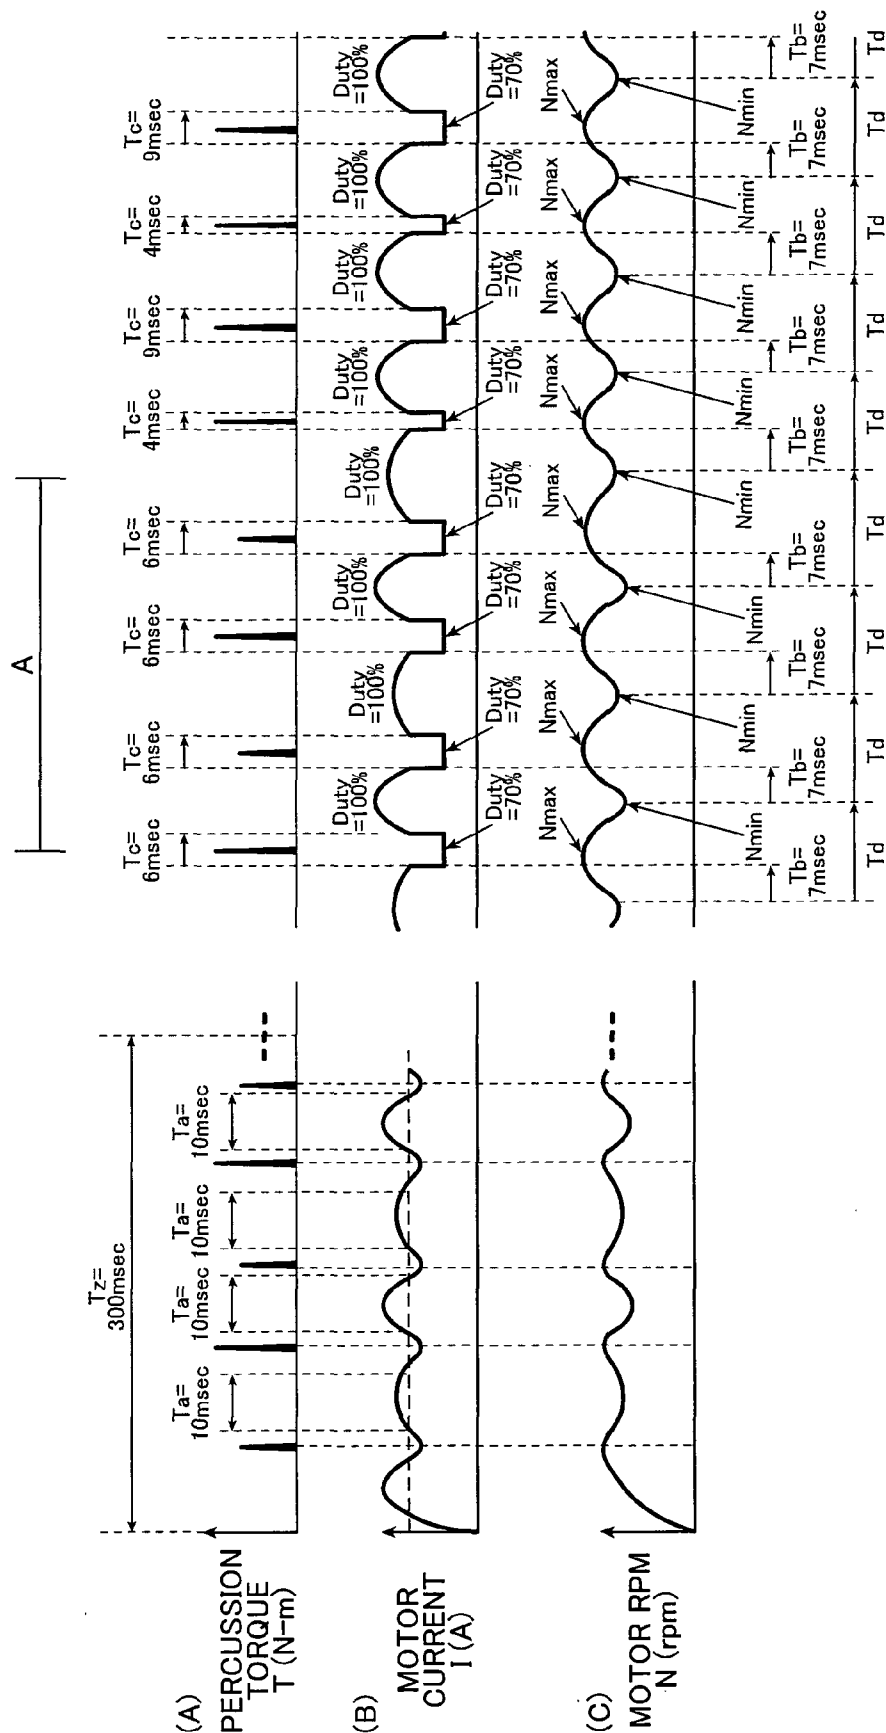 A
Tz=
300msec
Ta=
10msec
Ta=
10msec
Ta=
10msec
Ta=
10msec
Tc=
6msec
Tc=
6msec
Tc=
6msec
Tc=
6msec
Tc=
4msec
Tc=
9msec
Tc=
4msec
Tc=
9msec
(A)
PERCUSSION
TORQUE
T (N-m)
(B)
MOTOR
CURRENT
I (A)
Duty
=100%
Duty
=100%
Duty
=100%
Duty
=100%
Duty
=100%
Duty
=100%
Duty
=100%
Duty
=100%
Duty
=70%
Duty
=70%
Duty
=70%
Duty
=70%
Duty
=70%
Duty
=70%
Duty
=70%
Duty
=70%
(C)
MOTOR RPM
N (rpm)
Nmax
Nmax
Nmax
Nmax
Nmax
Nmax
Nmax
Nmax
Nmin
Nmin
Nmin
Nmin
Nmin
Nmin
Nmin
Nmin
Tb=
7msec
Tb=
7msec
Tb=
7msec
Tb=
7msec
Tb=
7msec
Tb=
7msec
Tb=
7msec
Tb=
7msec
Tb=
7msec
Td
Td
Td
Td
Td
Td
Td
Td
Td